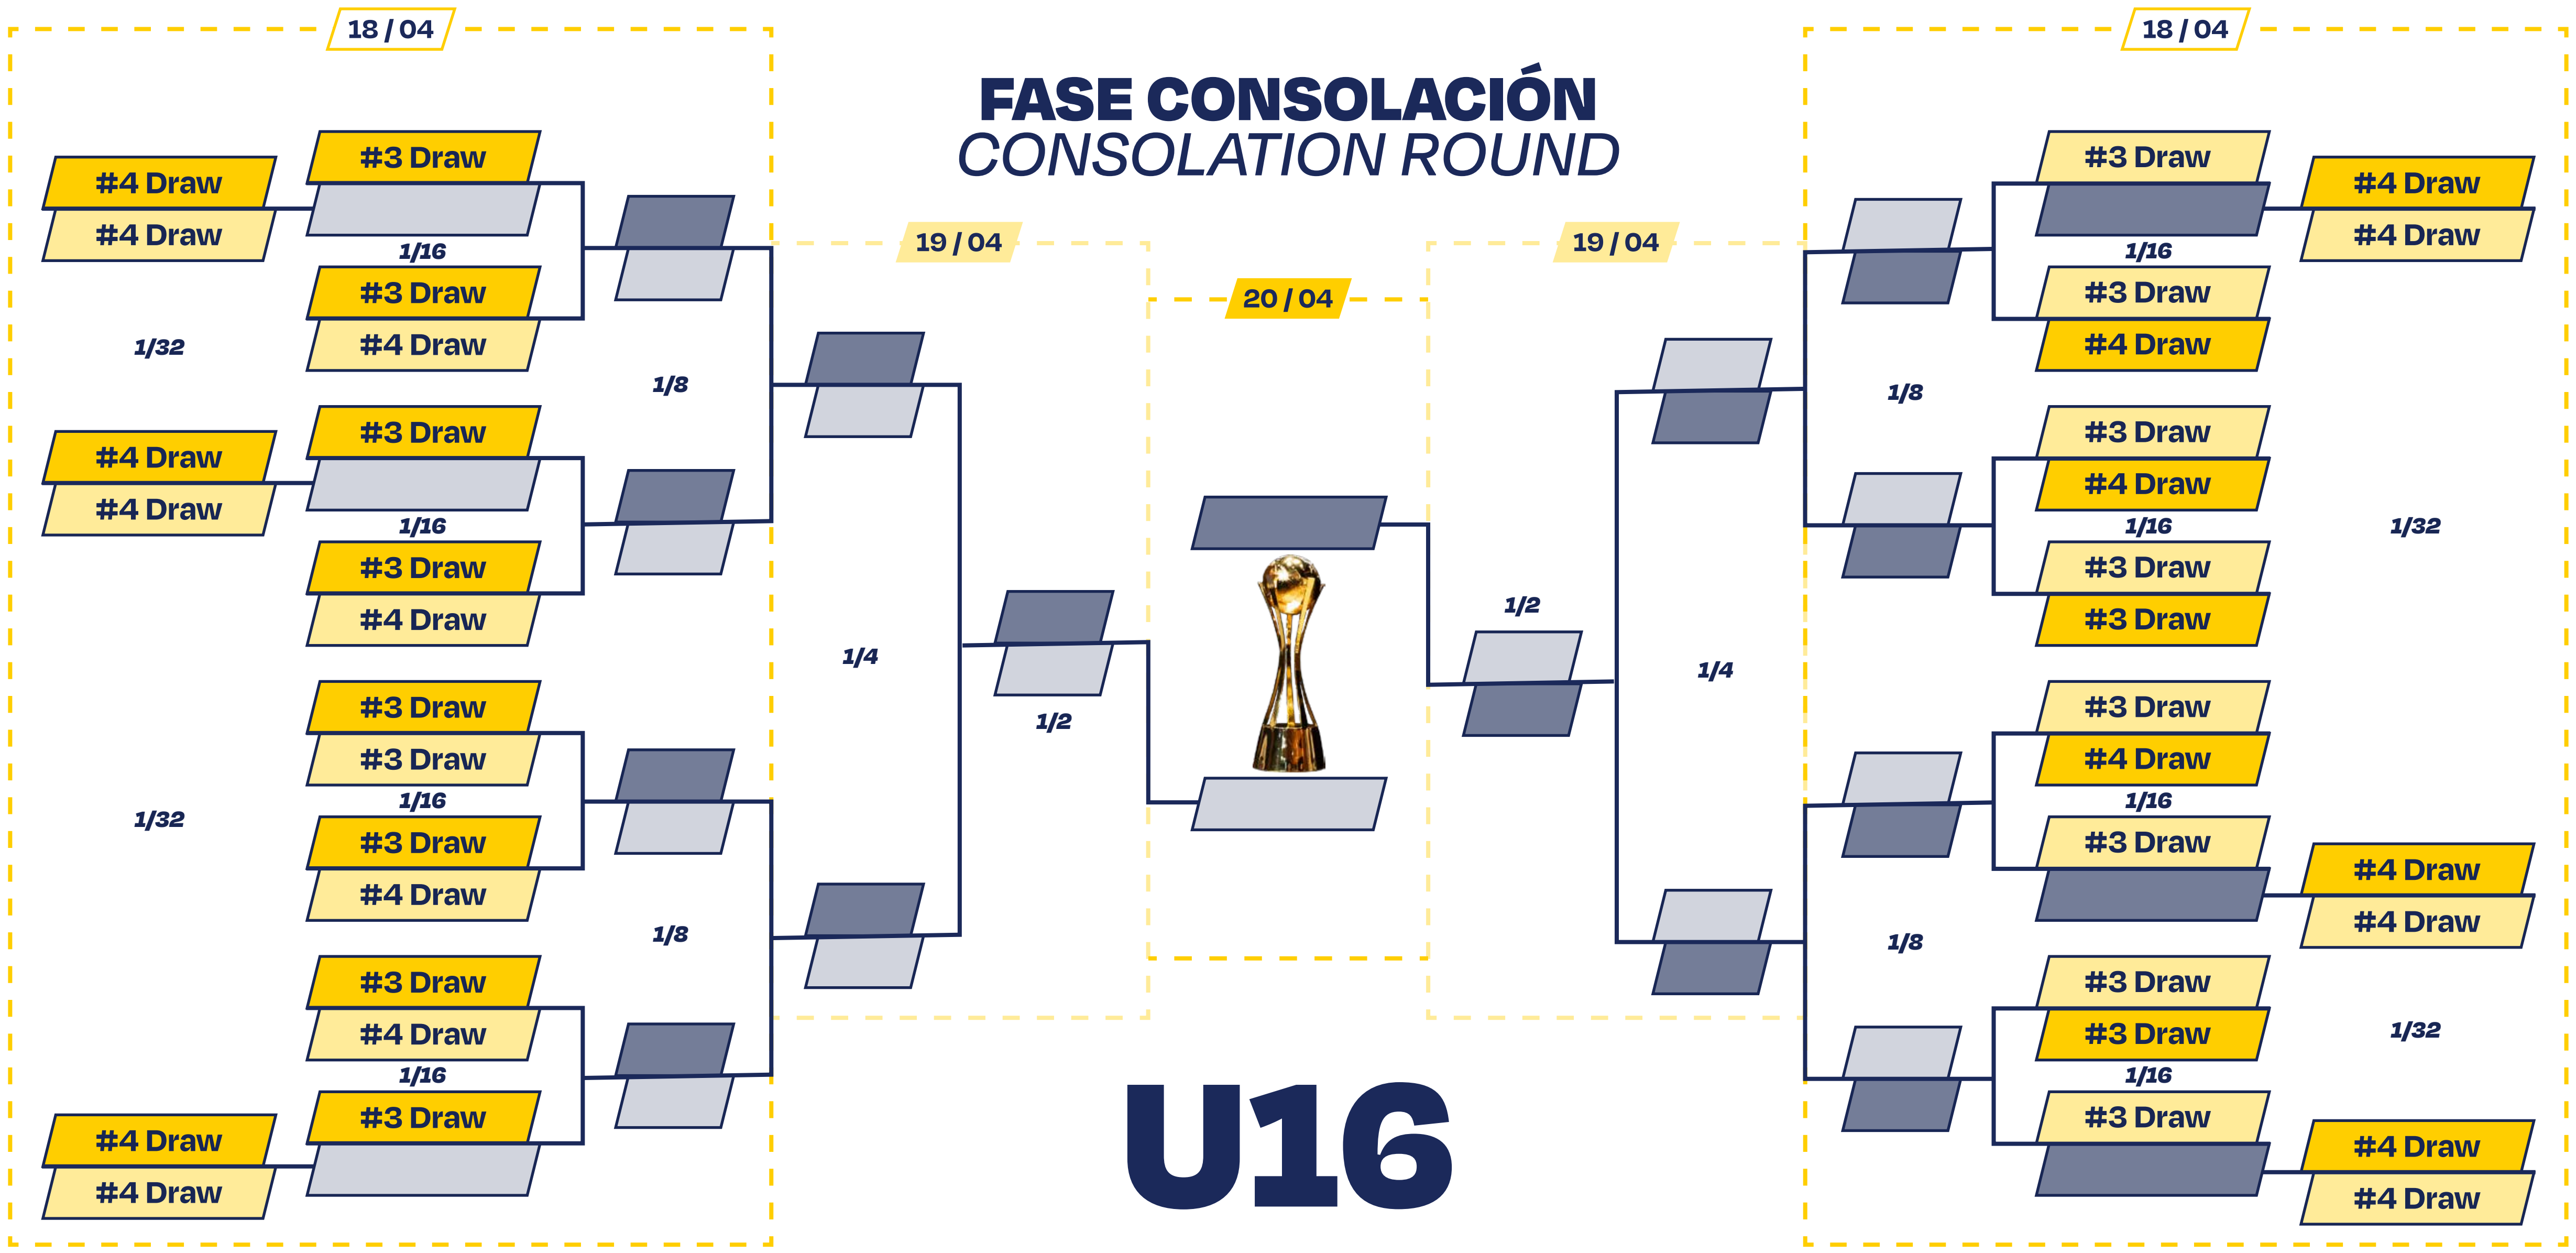 18 / 04
18 / 04
FASE CONSOLACIÓN
CONSOLATION ROUND
19 / 04
19 / 04
20 / 04
#4 Draw
#4 Draw
1/32
#4 Draw
#4 Draw
1/32
#4 Draw
#4 Draw
#3 Draw
1/16
#3 Draw
#4 Draw
#3 Draw
1/16
#3 Draw
#4 Draw
#3 Draw
#3 Draw
1/16
#3 Draw
#4 Draw
#3 Draw
#4 Draw
1/16
#3 Draw
1/8
1/8
1/4
1/2
1/2
1/4
1/8
1/8
#3 Draw
1/16
#3 Draw
#4 Draw
#3 Draw
#4 Draw
1/16
#3 Draw
#3 Draw
#3 Draw
#4 Draw
1/16
#3 Draw
#3 Draw
#3 Draw
1/16
#3 Draw
#4 Draw
#4 Draw
1/32
#4 Draw
#4 Draw
1/32
#4 Draw
#4 Draw
U16